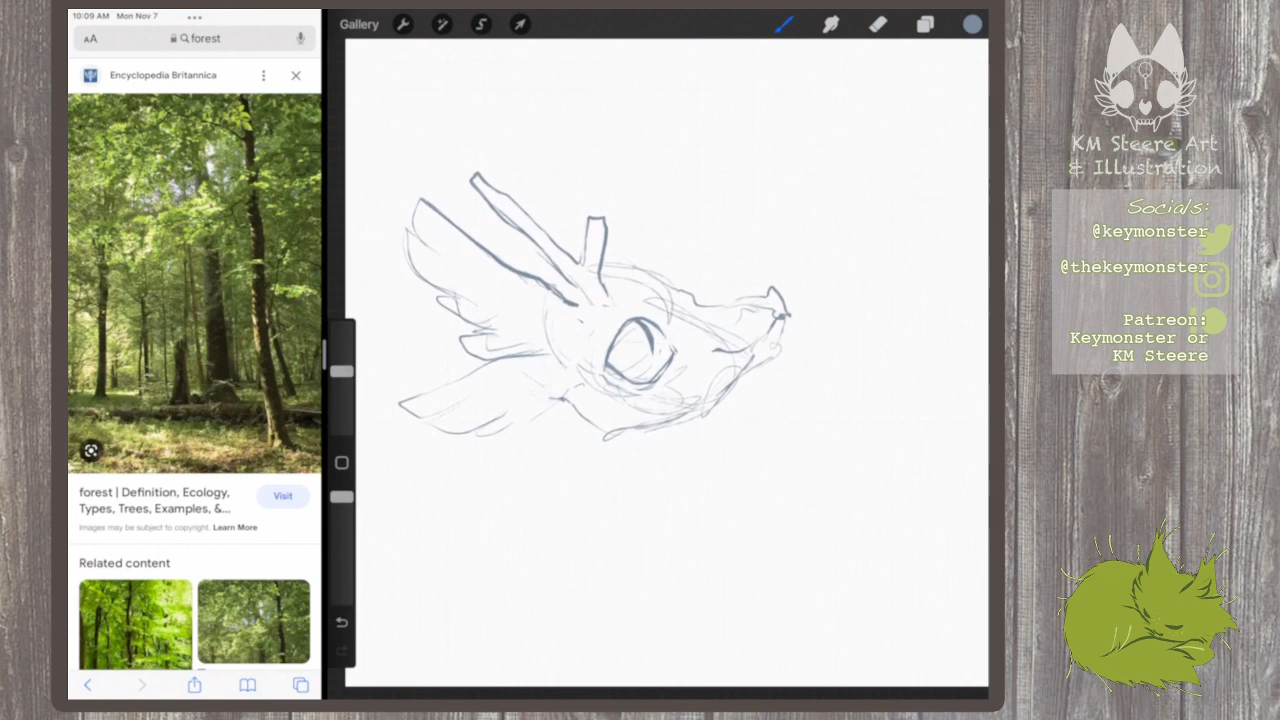 10:09 AM Mon Nov 7
AA
forest
Encyclopedia Britannica
forest | Definition, Ecology,
Types, Trees, Examples, &...
Visit
Images may be subject to copyright. Learn More
Related content
Gallery
KM Steere Art
& Illustration
Socials:
@keymonster
@thekeymonster
Patreon:
Keymonster or
KM Steere